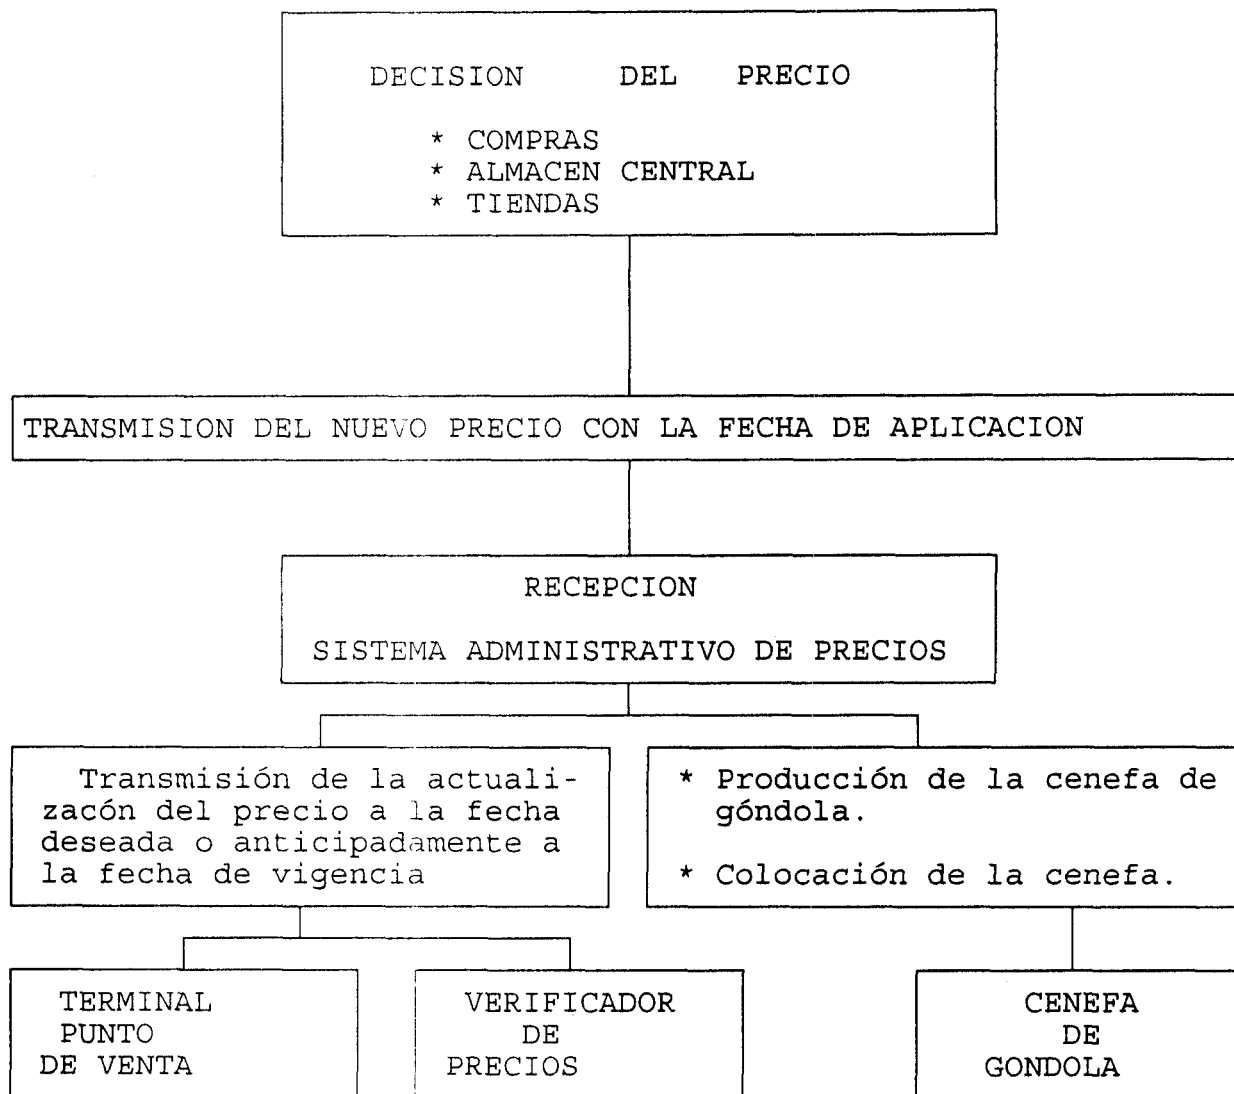 DECISION DEL PRECIO
* COMPRAS
* ALMACEN CENTRAL
* TIENDAS
TRANSMISION DEL NUEVO PRECIO CON LA FECHA DE APLICACION
RECEPCION
SISTEMA ADMINISTRATIVO DE PRECIOS
Transmisión de la actuali-
zacón del precio a la fecha
deseada o anticipadamente a
la fecha de vigencia
* Producción de la cenefa de
góndola.
* Colocación de la cenefa.
TERMINAL
PUNTO
DE VENTA
VERIFICADOR
DE
PRECIOS
CENEFA
DE
GONDOLA